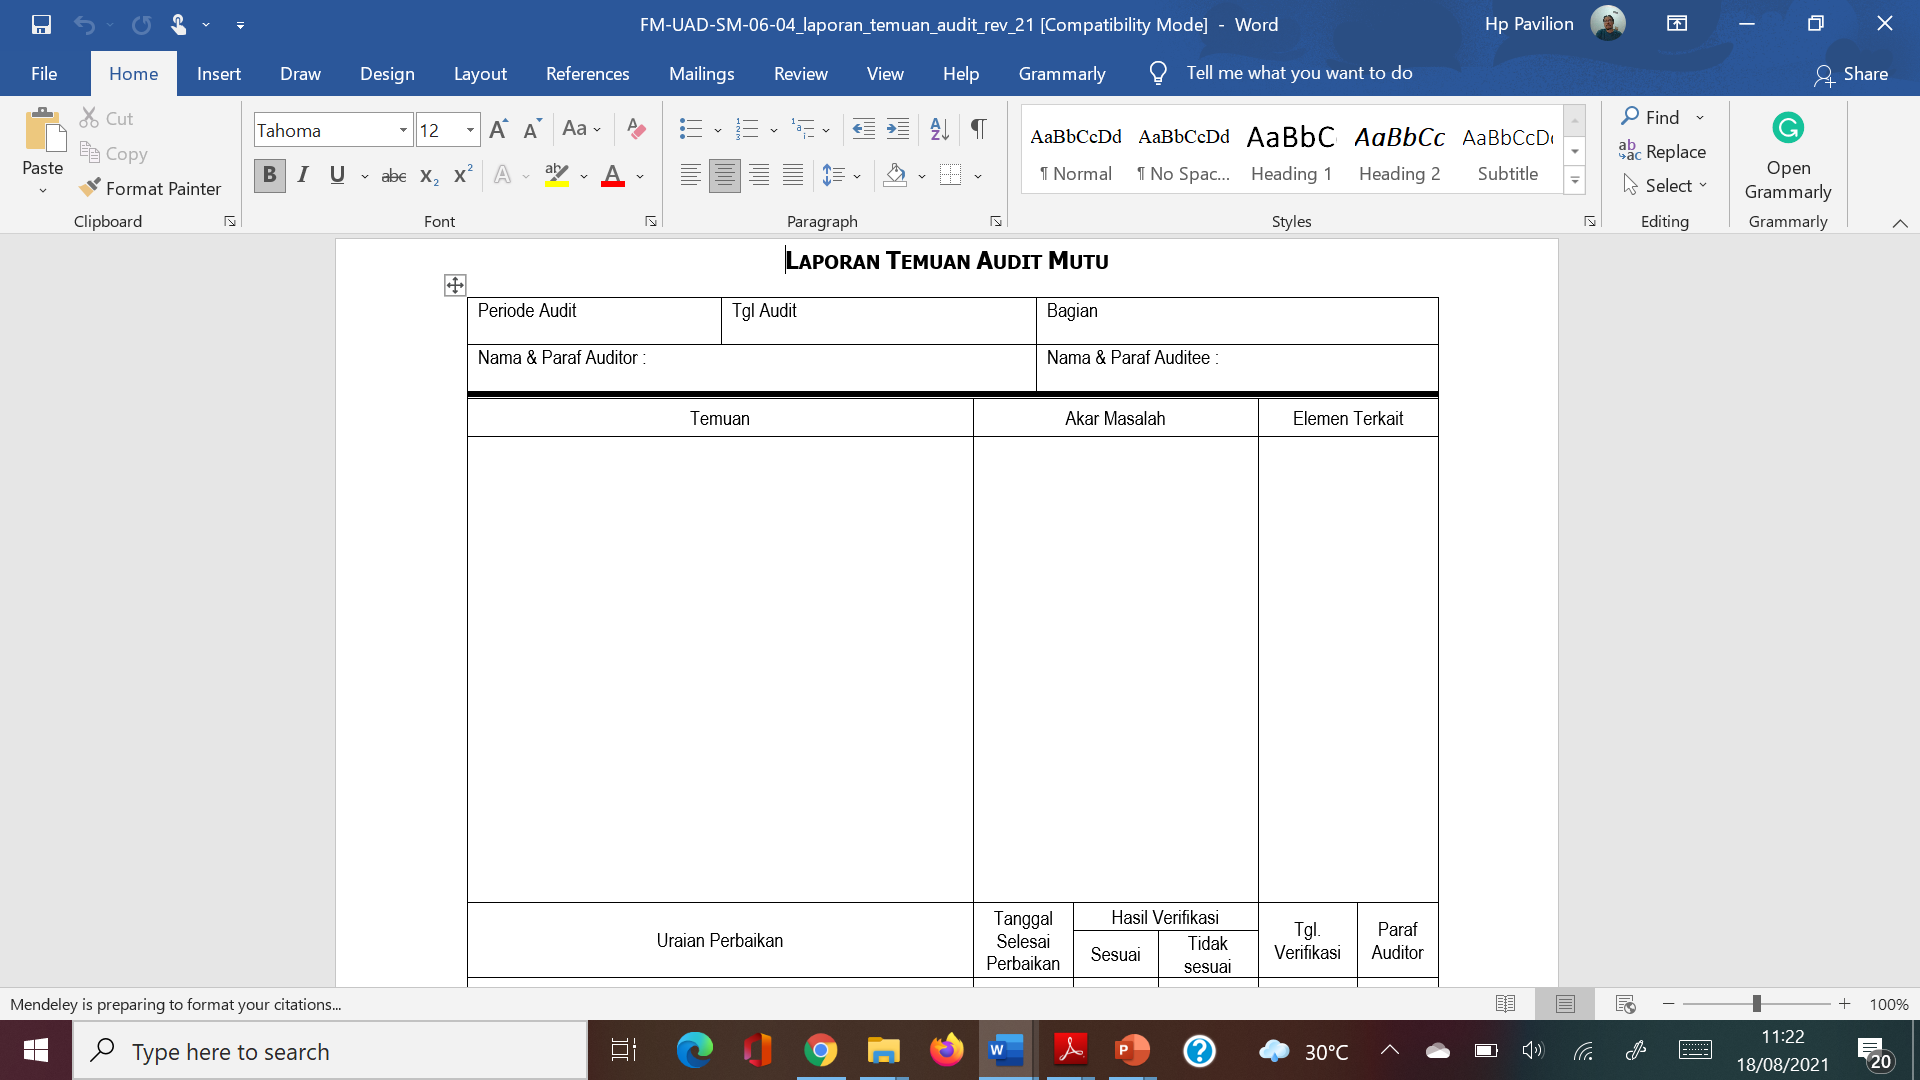 FM-UAD-SM-06-04_laporan_temuan_audit_rev_21 [Compatibility Mode] - Word
Hp Pavilion
File Home Insert Draw Design Layout References Mailings Review View Help Grammarly Tell me what you want to do Share
Paste
Cut
Copy
Format Painter
Clipboard
Tahoma 12
Font
Paragraph
AaBbCcDd AaBbCcDd AaBbC AaBbCc AaBbCcDc
¶ Normal ¶ No Spac... Heading 1 Heading 2 Subtitle
Styles
Find
Replace
Select
Editing
Open
Grammarly
Grammarly
LAPORAN TEMUAN AUDIT MUTU
Periode Audit Tgl Audit Bagian
Nama & Paraf Auditor : Nama & Paraf Auditee :
Temuan Akar Masalah Elemen Terkait
Uraian Perbaikan
Tanggal
Selesai
Perbaikan
Hasil Verifikasi
Sesuai
Tidak
sesuai
Tgl.
Verifikasi
Paraf
Auditor
Mendeley is preparing to format your citations...
100%
Type here to search
30°C
11:22
18/08/2021
20